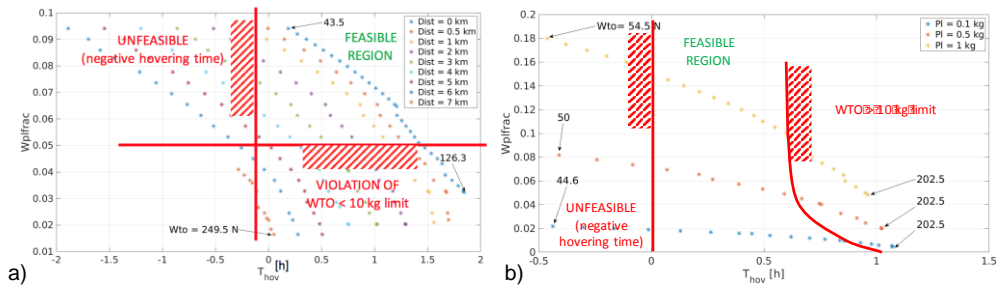 0.1
0.09
0.08
0.07
0.06
0.05
0.04
0.03
0.02
0.01
Wplfrac
-2
-1.5
-1
-0.5
0
0.5
1
1.5
2
T_hov [h]
43.5
UNFEASIBLE
(negative hovering time)
FEASIBLE
REGION
Dist = 0 km
Dist = 0.5 km
Dist = 1 km
Dist = 2 km
Dist = 3 km
Dist = 4 km
Dist = 5 km
Dist = 6 km
Dist = 7 km
126.3
VIOLATION OF
WTO < 10 kg limit
Wto = 249.5 N
a)
0.2
0.18
0.16
0.14
0.12
0.1
0.08
0.06
0.04
0.02
0
Wplfrac
-0.5
0
0.5
1
1.5
T_hov [h]
Wto = 54.5 N
FEASIBLE
REGION
Pl = 0.1 kg
Pl = 0.5 kg
Pl = 1 kg
WTO > 10 kg limit
50
44.6
UNFEASIBLE
(negative
hovering time)
202.5
202.5
202.5
b)